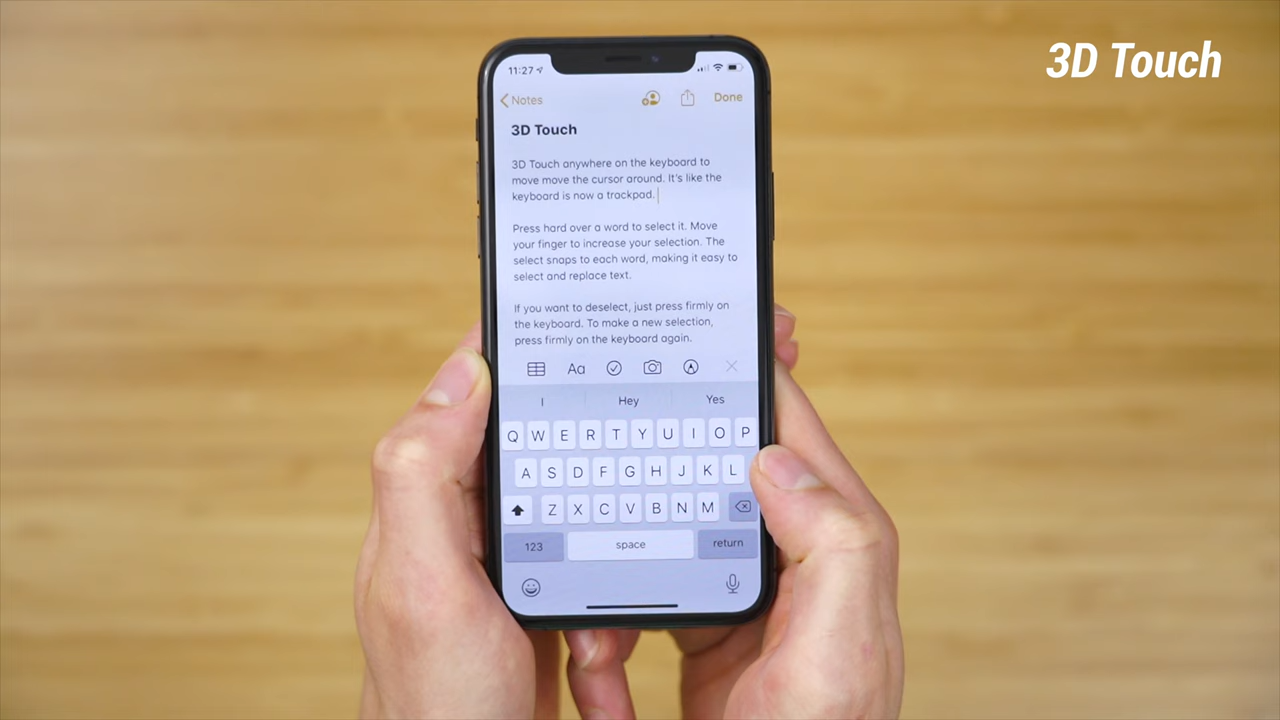 3D Touch
11:27
Notes
Done
3D Touch
3D Touch anywhere on the keyboard to
move move the cursor around. It's like the
keyboard is now a trackpad.
Press hard over a word to select it. Move
your finger to increase your selection. The
select snaps to each word, making it easy to
select and replace text.
If you want to deselect, just press firmly on
the keyboard. To make a new selection,
press firmly on the keyboard again.
Aa
I Hey Yes
Q W E R T Y U I O P
A S D F G H J K L
Z X C V B N M
123 space return